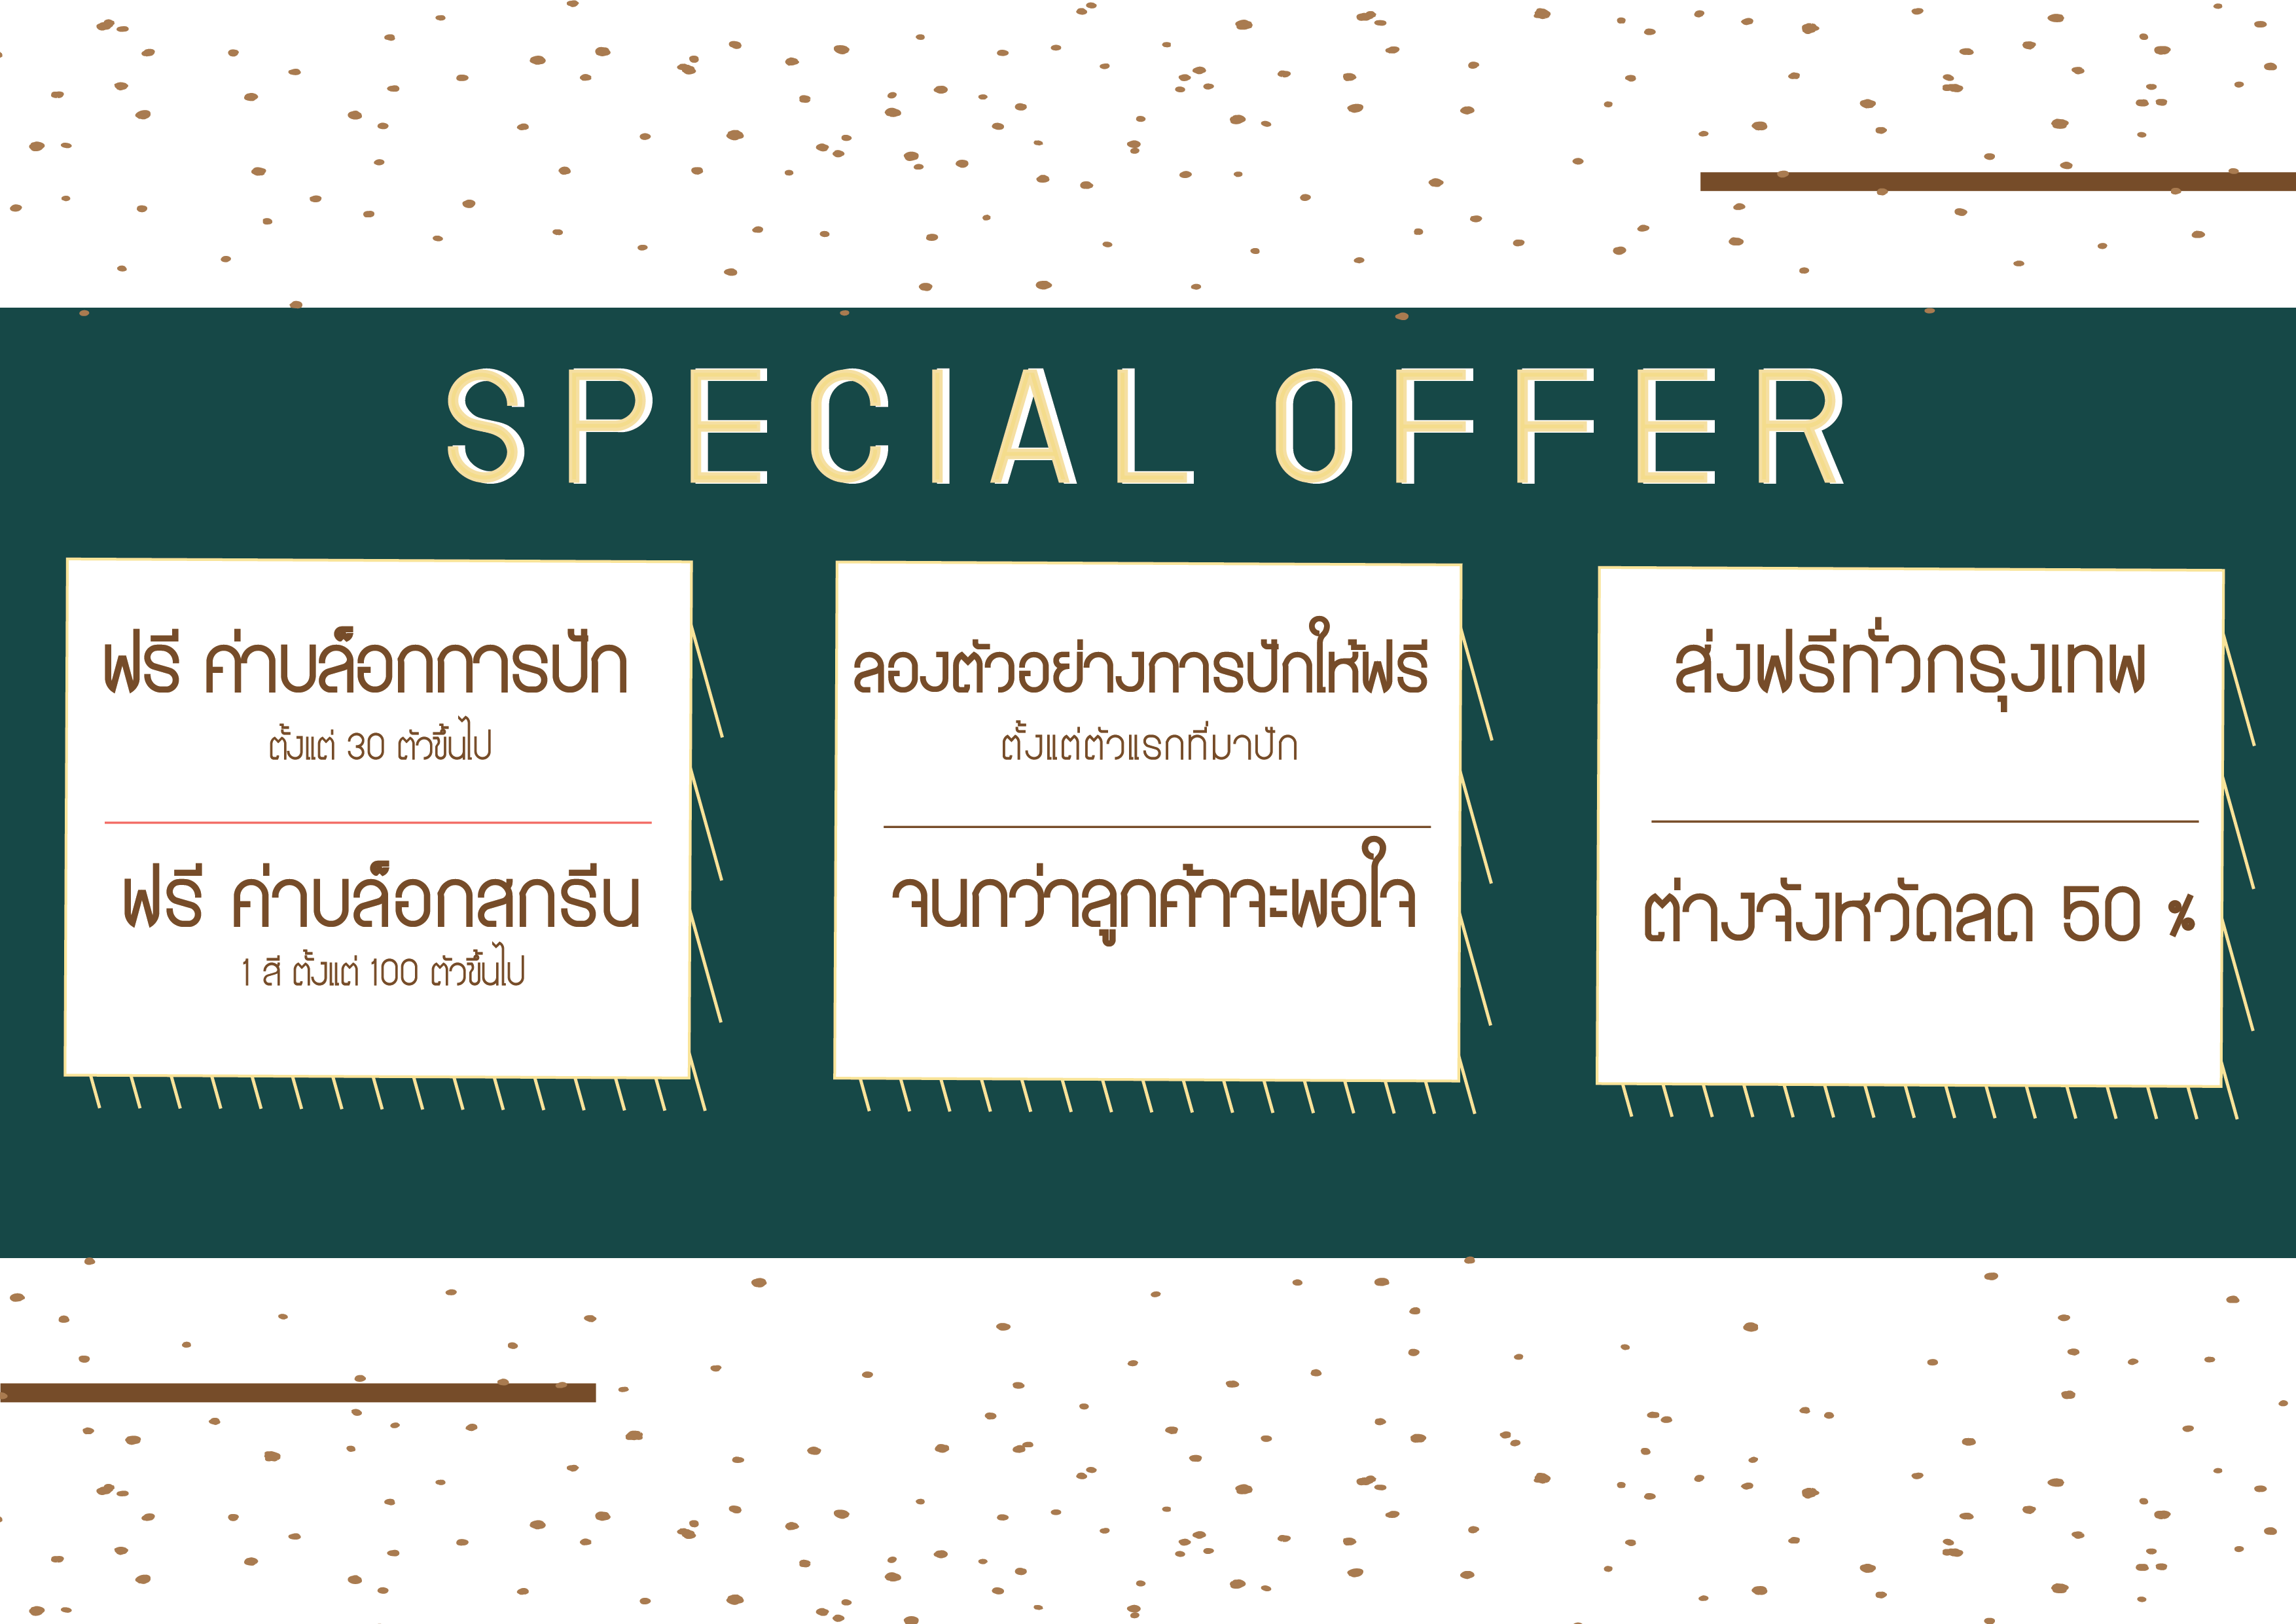 SPECIAL OFFER
ฟรี ค่าบล็อกการปัก
ตั้งแต่ 30 ตัวขึ้นไป
ฟรี ค่าบล็อกสกรีน
1 สี ตั้งแต่ 100 ตัวขึ้นไป
ลองตัวอย่างการปักให้ฟรี
ตั้งแต่ตัวแรกที่มาปัก
จนกว่าลูกค้าจะพอใจ
ส่งฟรีทั่วกรุงเทพ
ต่างจังหวัดลด 50 %